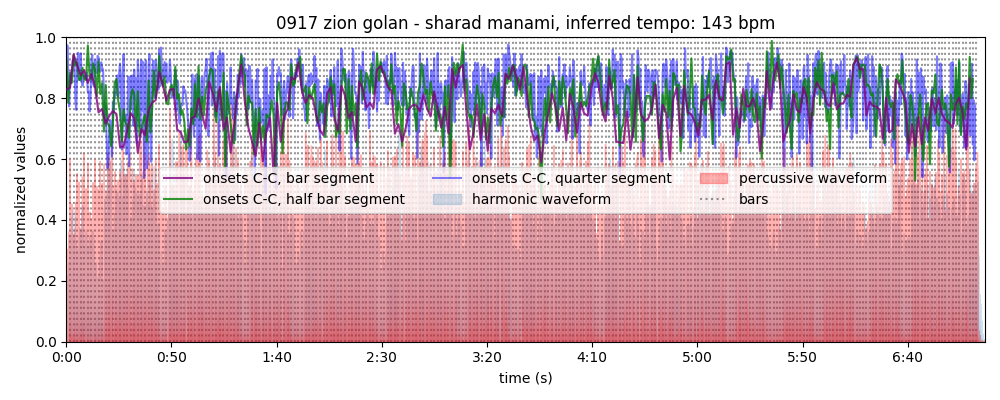 0917 zion golan - sharad manami, inferred tempo: 143 bpm
1.0
0.8
0.6
0.4
0.2
0.0
normalized values
onsets C-C, bar segment
onsets C-C, half bar segment
onsets C-C, quarter segment
harmonic waveform
percussive waveform
bars
0:00 0:50 1:40 2:30 3:20 4:10 5:00 5:50 6:40
time (s)